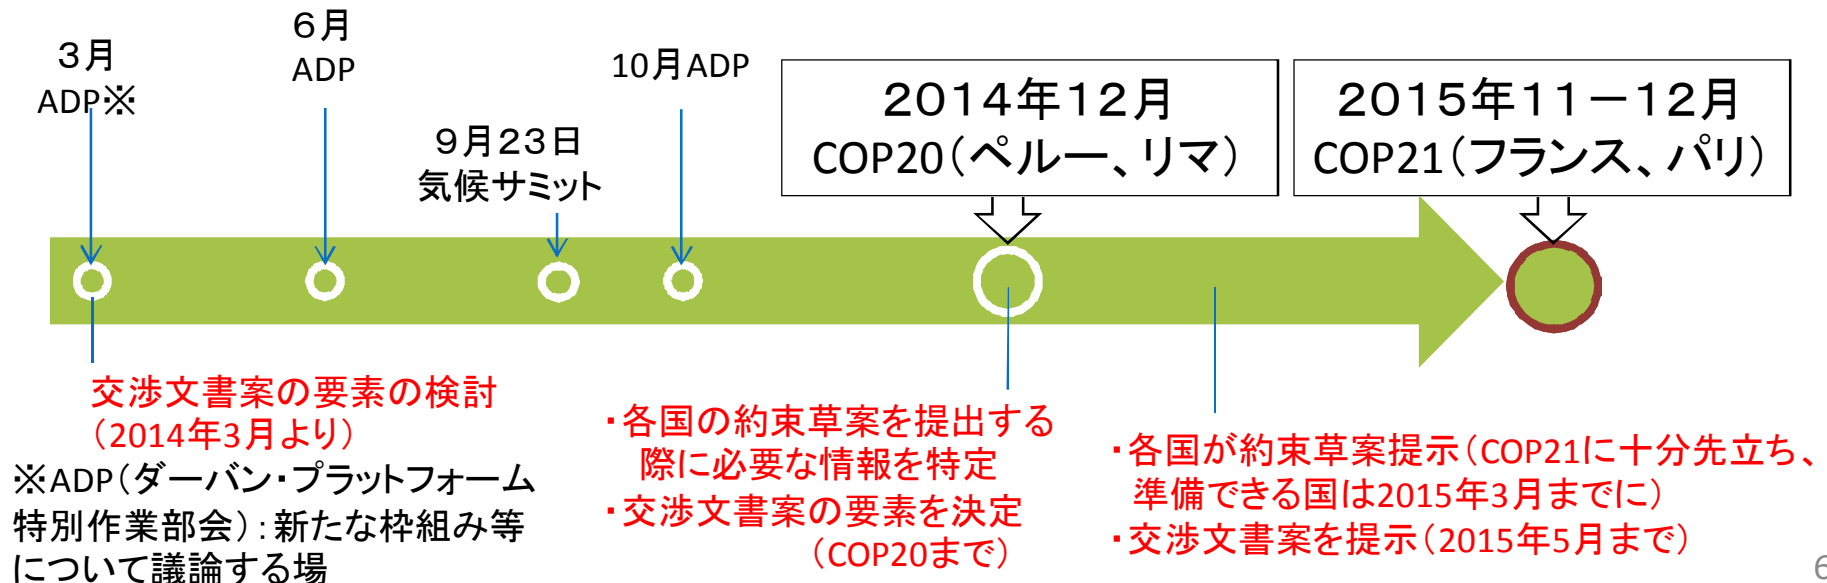 3月
ADP※
6月
ADP
9月23日
気候サミット
10月ADP
2014年12月
COP20(ペルー、リマ)
2015年11－12月
COP21(フランス、パリ)
交渉文書案の要素の検討
(2014年3月より)
※ADP(ダーバン・プラットフォーム
特別作業部会):新たな枠組み等
について議論する場
・各国の約束草案を提出する
際に必要な情報を特定
・交渉文書案の要素を決定
(COP20まで)
・各国が約束草案提示(COP21に十分先立ち、
準備できる国は2015年3月までに)
・交渉文書案を提示(2015年5月まで)
6